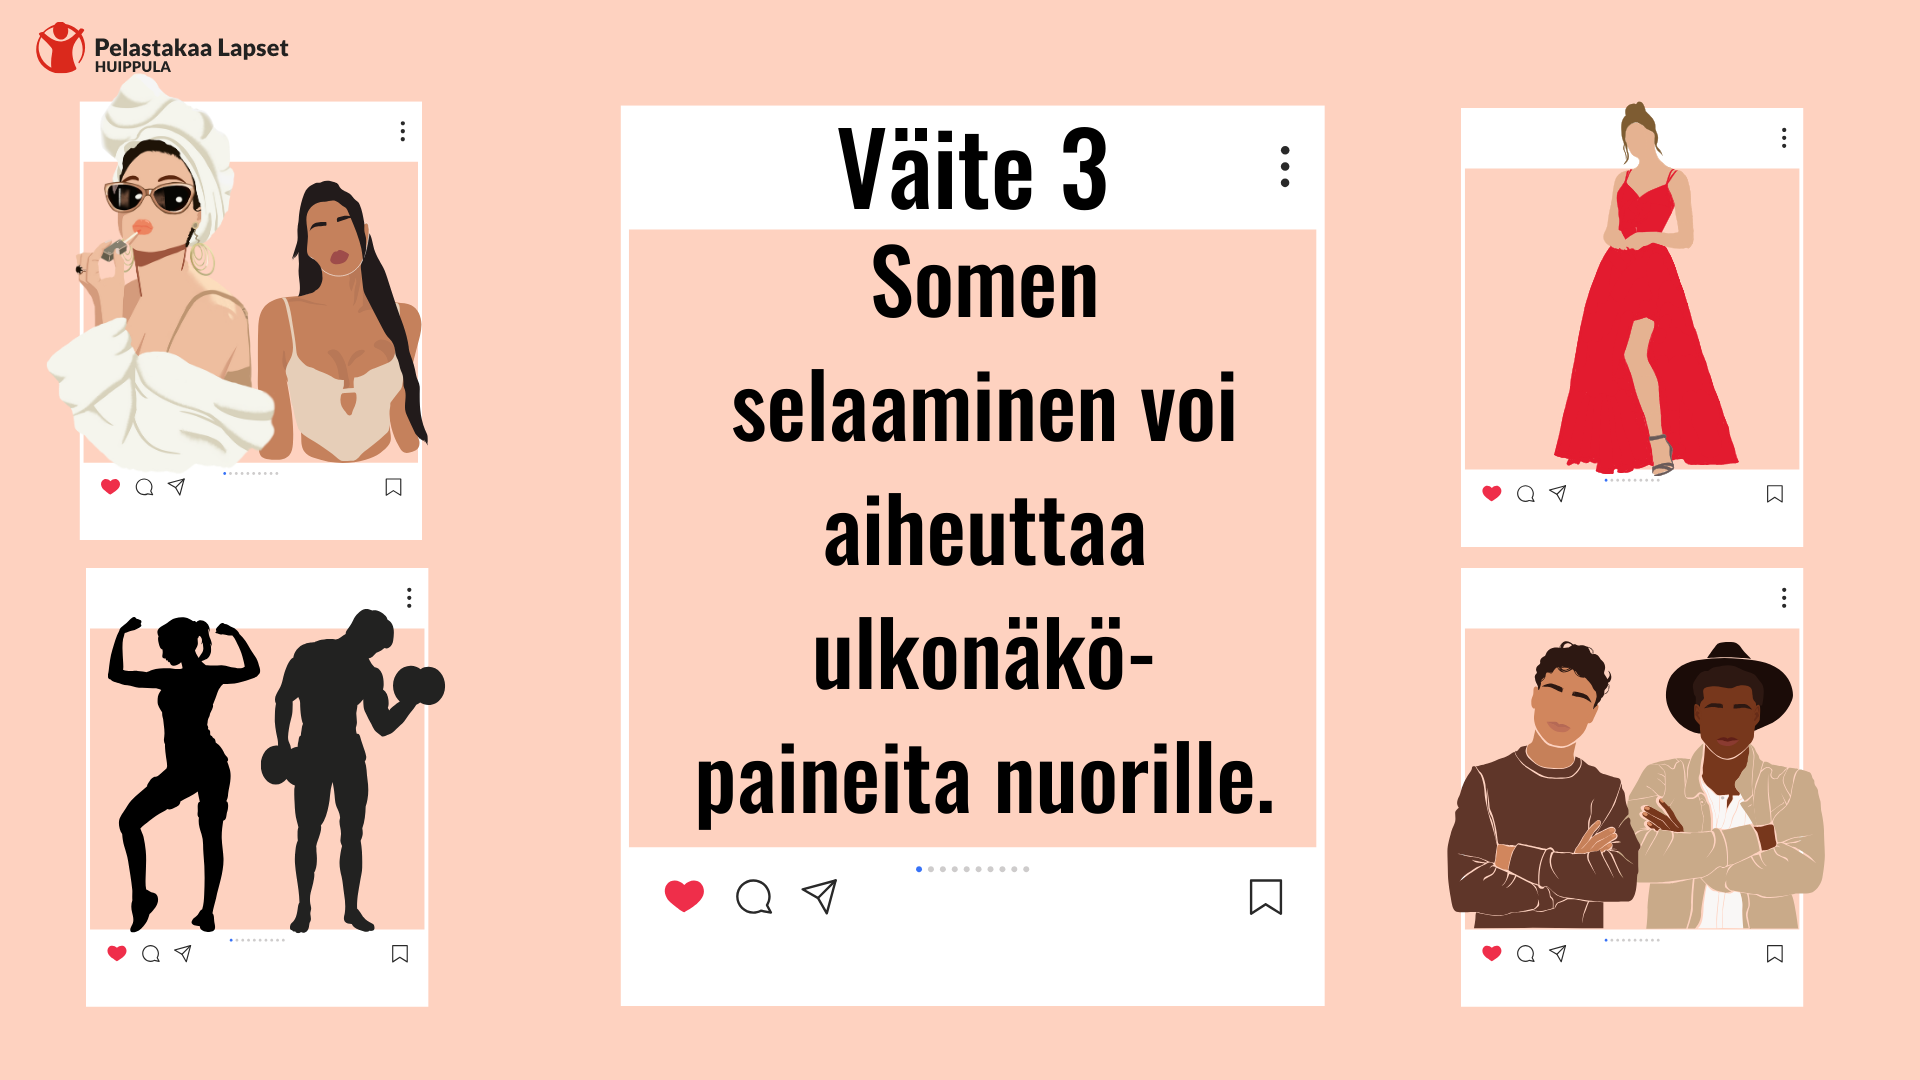 Pelastakaa Lapset
HUIPPULA
Väite 3
Somen
selaaminen voi
aiheuttaa
ulkonäkö-
paineita nuorille.